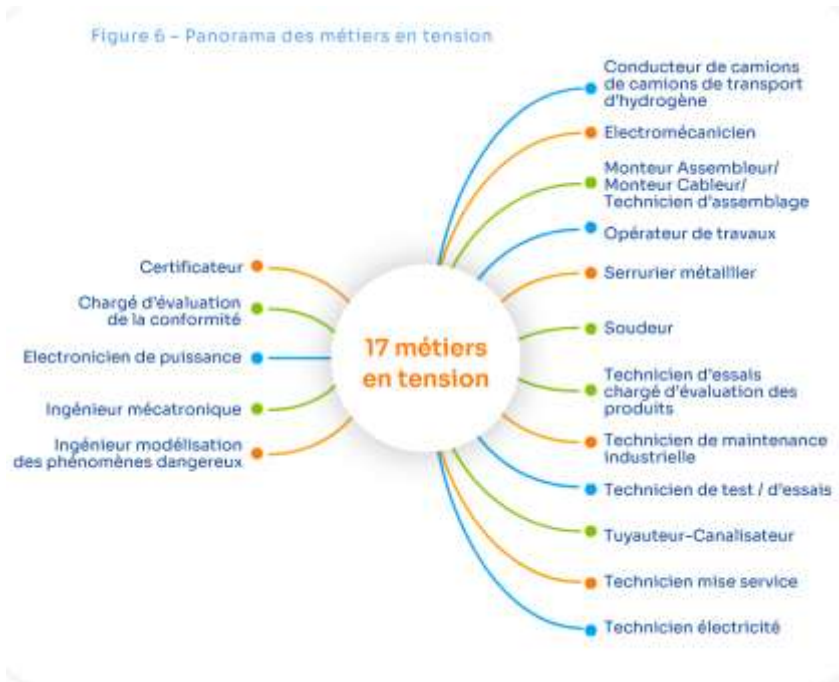 Figure 6 – Panorama des métiers en tension
Certificateur
Chargé d'évaluation
de la conformité
Electronicien de puissance
Ingénieur mécatronique
Ingénieur modélisation
des phénomènes dangereux
17 métiers
en tension
Conducteur de camions
de camions de transport
d'hydrogène
Electromécanicien
Monteur Assembleur/
Monteur Cableur/
Technicien d'assemblage
Opérateur de travaux
Serrurier métaillier
Soudeur
Technicien d'essais
chargé d'évaluation des
produits
Technicien de maintenance
industrielle
Technicien de test / d'essais
Tuyauteur-Canalisateur
Technicien mise service
Technicien électricité